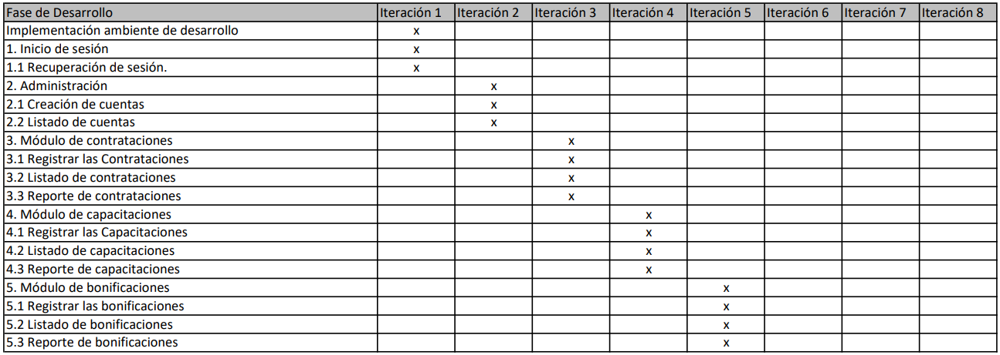 Fase de Desarrollo Iteración 1 Iteración 2 Iteración 3 Iteración 4 Iteración 5 Iteración 6 Iteración 7 Iteración 8
Implementación ambiente de desarrollo x
1. Inicio de sesión x
1.1 Recuperación de sesión. x
2. Administración x
2.1 Creación de cuentas x
2.2 Listado de cuentas x
3. Módulo de contrataciones x
3.1 Registrar las Contrataciones x
3.2 Listado de contrataciones x
3.3 Reporte de contrataciones x
4. Módulo de capacitaciones x
4.1 Registrar las Capacitaciones x
4.2 Listado de capacitaciones x
4.3 Reporte de capacitaciones x
5. Módulo de bonificaciones x
5.1 Registrar las bonificaciones x
5.2 Listado de bonificaciones x
5.3 Reporte de bonificaciones x